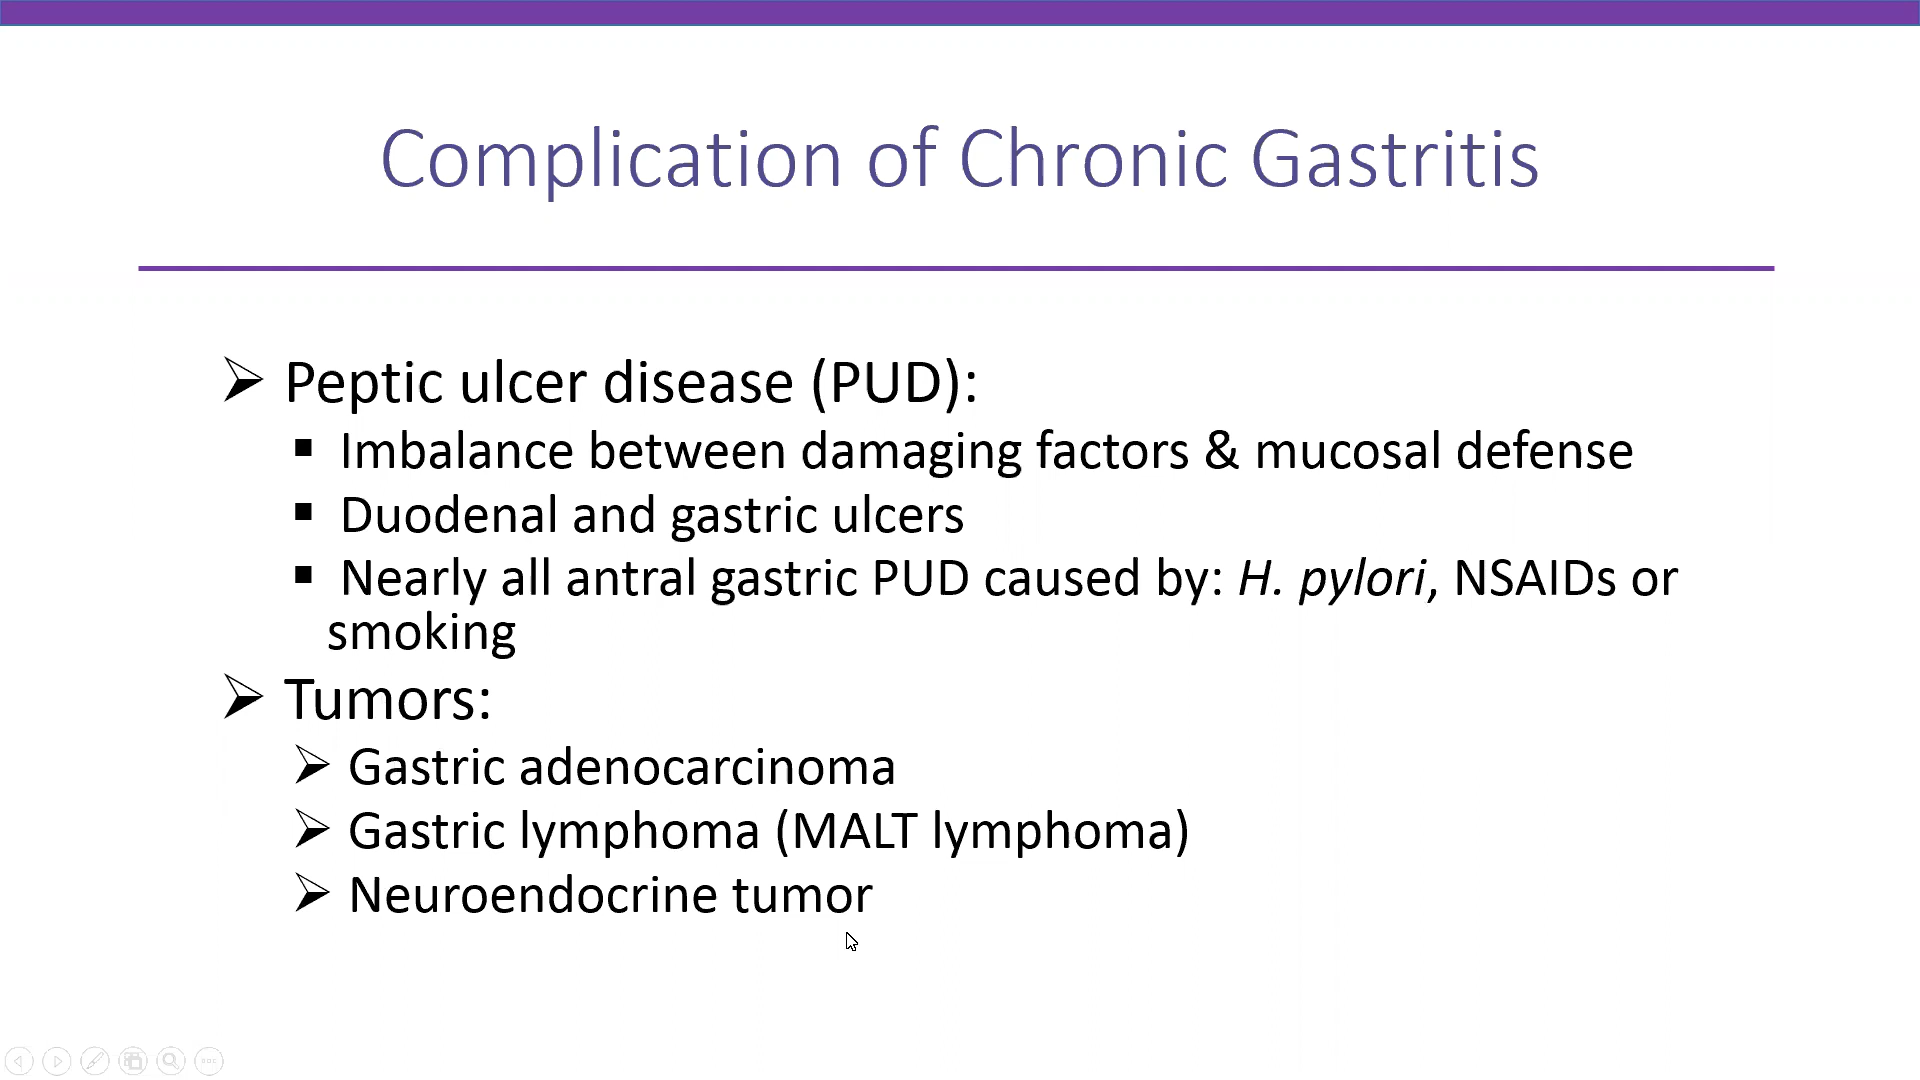 Complication of Chronic Gastritis
Peptic ulcer disease (PUD):
Imbalance between damaging factors & mucosal defense
Duodenal and gastric ulcers
Nearly all antral gastric PUD caused by: H. pylori, NSAIDs or
smoking
Tumors:
Gastric adenocarcinoma
Gastric lymphoma (MALT lymphoma)
Neuroendocrine tumor